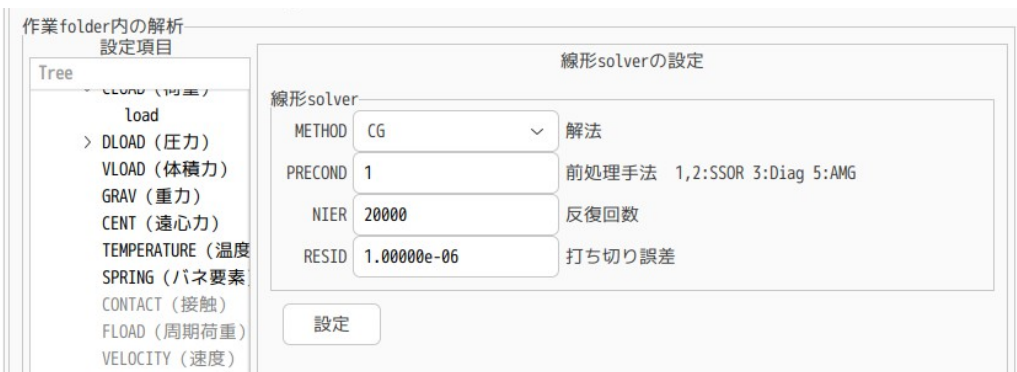 作業folder内の解析
設定項目
Tree
CLOAD (荷重)
load
> DLOAD (圧力)
VLOAD (体積力)
GRAV (重力)
CENT (遠心力)
TEMPERATURE (温度
SPRING (バネ要素
CONTACT (接触)
FLOAD (周期荷重)
VELOCITY (速度)
線形solverの設定
線形solver
METHOD CG 解法
PRECOND 1 前処理手法 1,2:SSOR 3:Diag 5:AMG
NIER 20000 反復回数
RESID 1.00000e-06 打ち切り誤差
設定